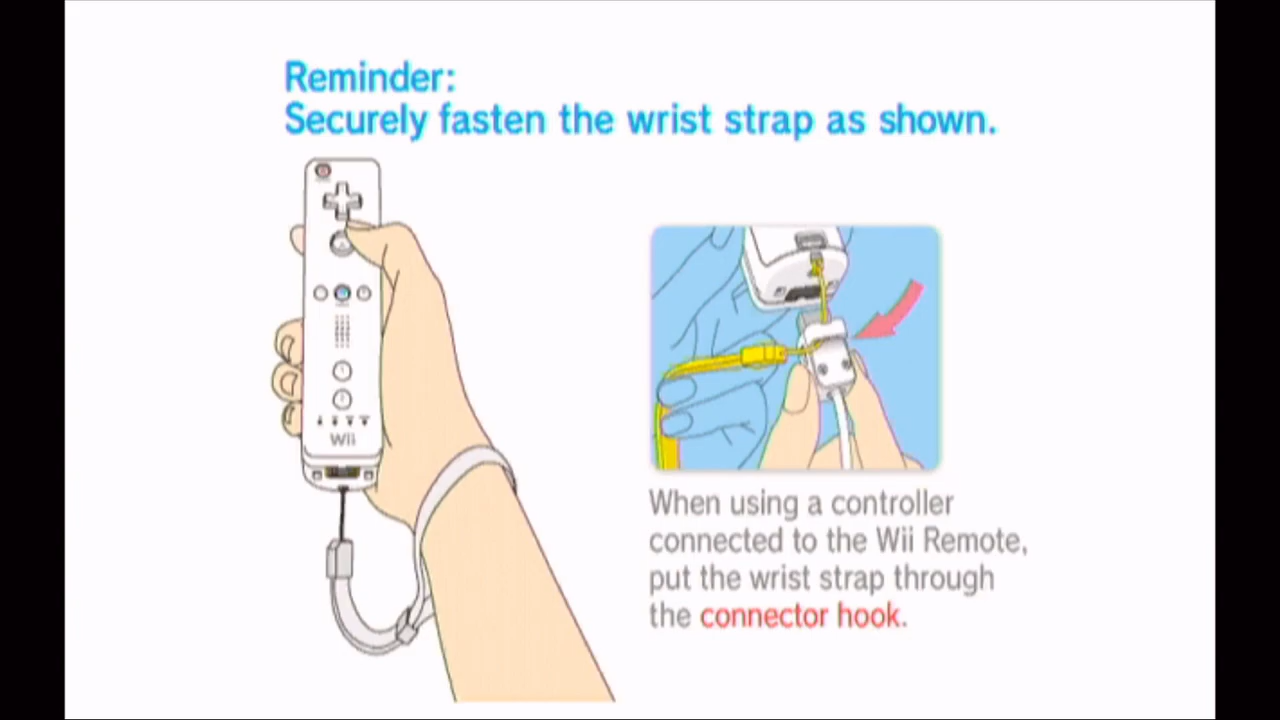 Reminder:
Securely fasten the wrist strap as shown.
Wii
When using a controller
connected to the Wii Remote,
put the wrist strap through
the connector hook.